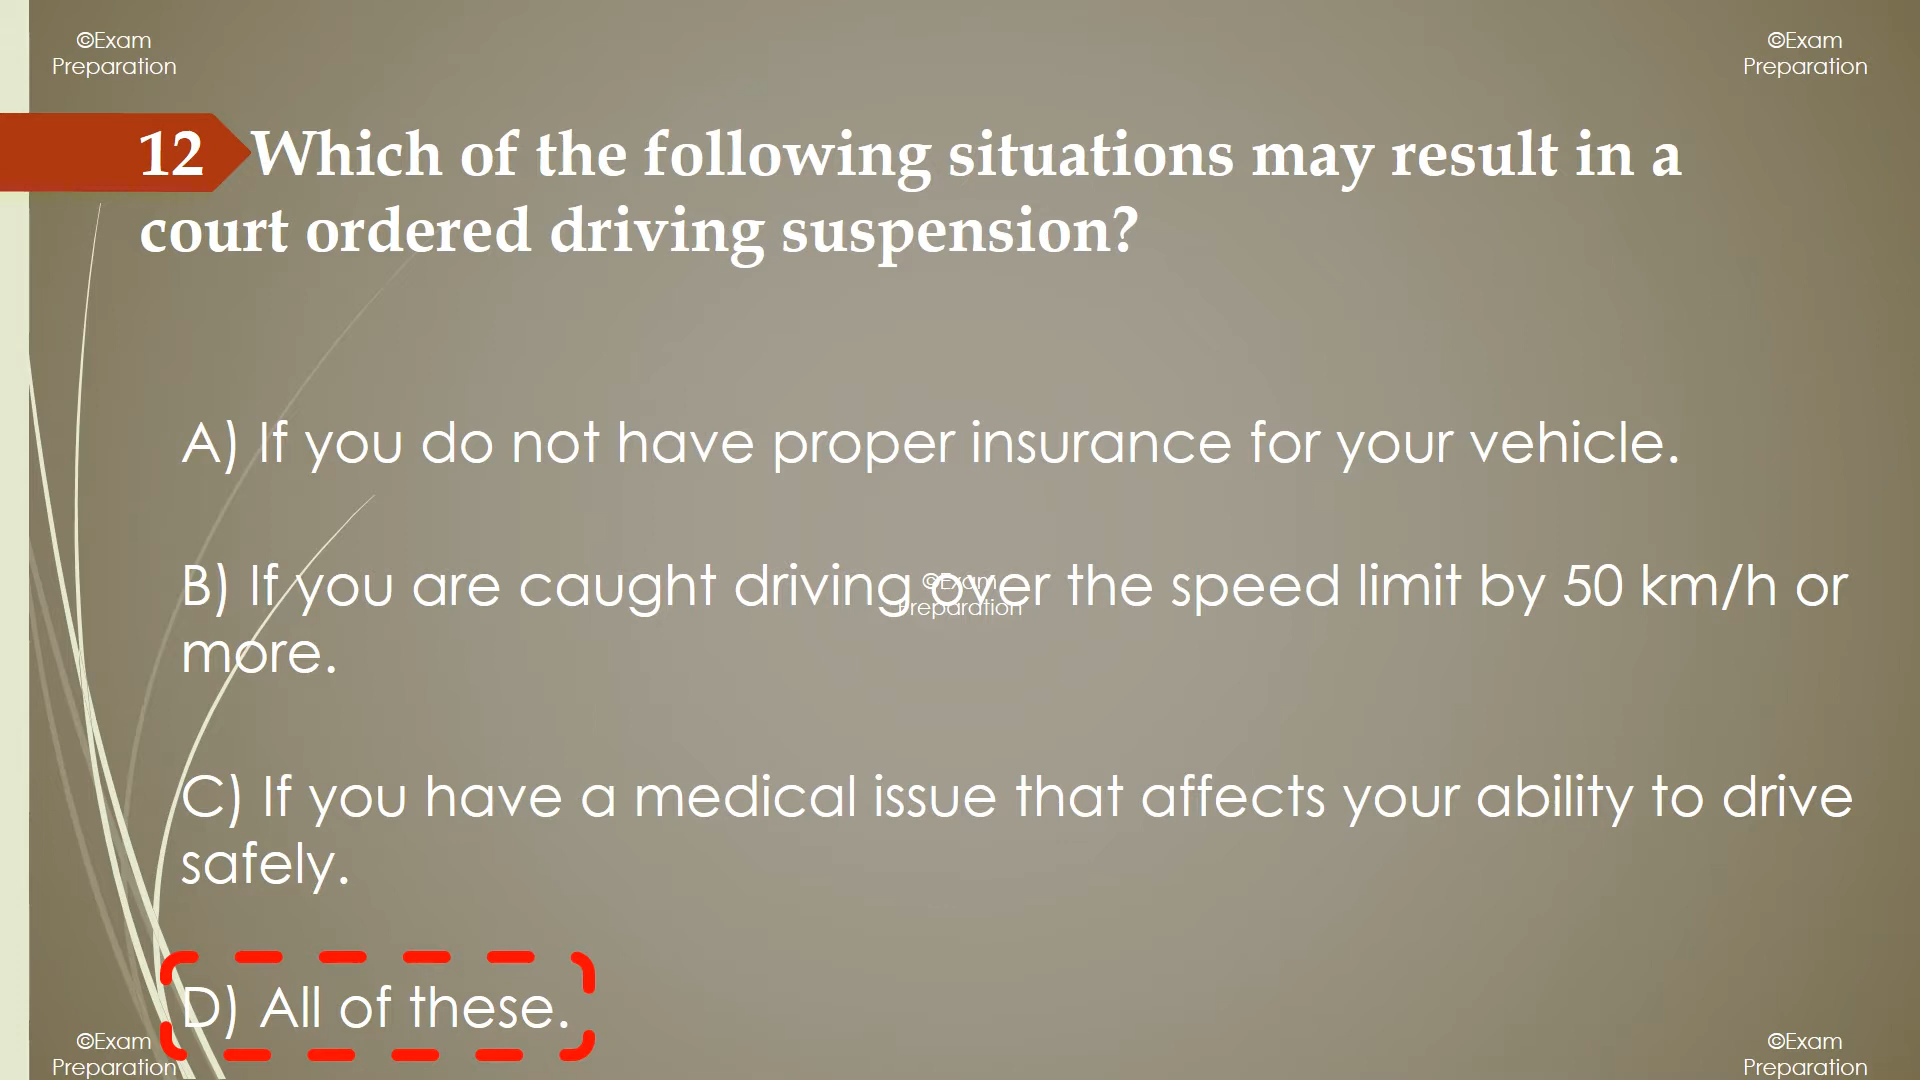 ©Exam
Preparation
©Exam
Preparation
12 Which of the following situations may result in a
court ordered driving suspension?
A) If you do not have proper insurance for your vehicle.
B) If you are caught driving over the speed limit by 50 km/h or
more.
©Exam
Preparation
C) If you have a medical issue that affects your ability to drive
safely.
D) All of these.
©Exam
Preparation
©Exam
Preparation